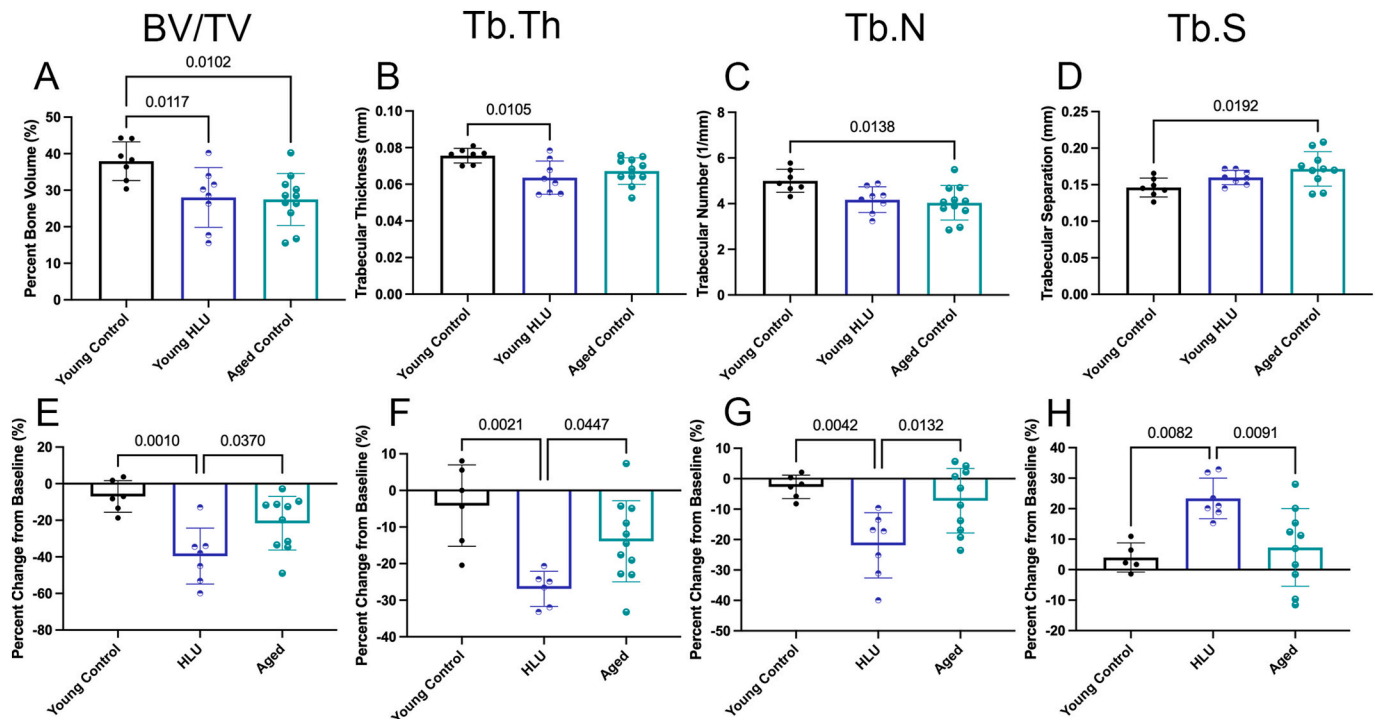 BV/TV
Tb.Th
Tb.N
Tb.S
A
0.0102
0.0117
Percent Bone Volume (%)
50
40
30
20
10
0
Young Control
Young HLU
Aged Control
B
0.0105
Trabecular Thickness (mm)
0.10
0.08
0.06
0.04
0.02
0.00
Young Control
Young HLU
Aged Control
C
0.0138
Trabecular Number (1/mm)
8
6
4
2
0
Young Control
Young HLU
Aged Control
D
0.0192
Trabecular Separation (mm)
0.25
0.20
0.15
0.10
0.05
0.00
Young Control
Young HLU
Aged Control
E
0.0010
0.0370
Percent Change from Baseline (%)
20
0
-20
-40
-60
-80
Young Control
HLU
Aged
F
0.0021
0.0447
Percent Change from Baseline (%)
10
0
-10
-20
-30
-40
Young Control
HLU
Aged
G
0.0042
0.0132
Percent Change from Baseline (%)
10
0
-10
-20
-30
-40
-50
Young Control
HLU
Aged
H
0.0082
0.0091
Percent Change from Baseline (%)
40
30
20
10
0
-10
-20
Young Control
HLU
Aged